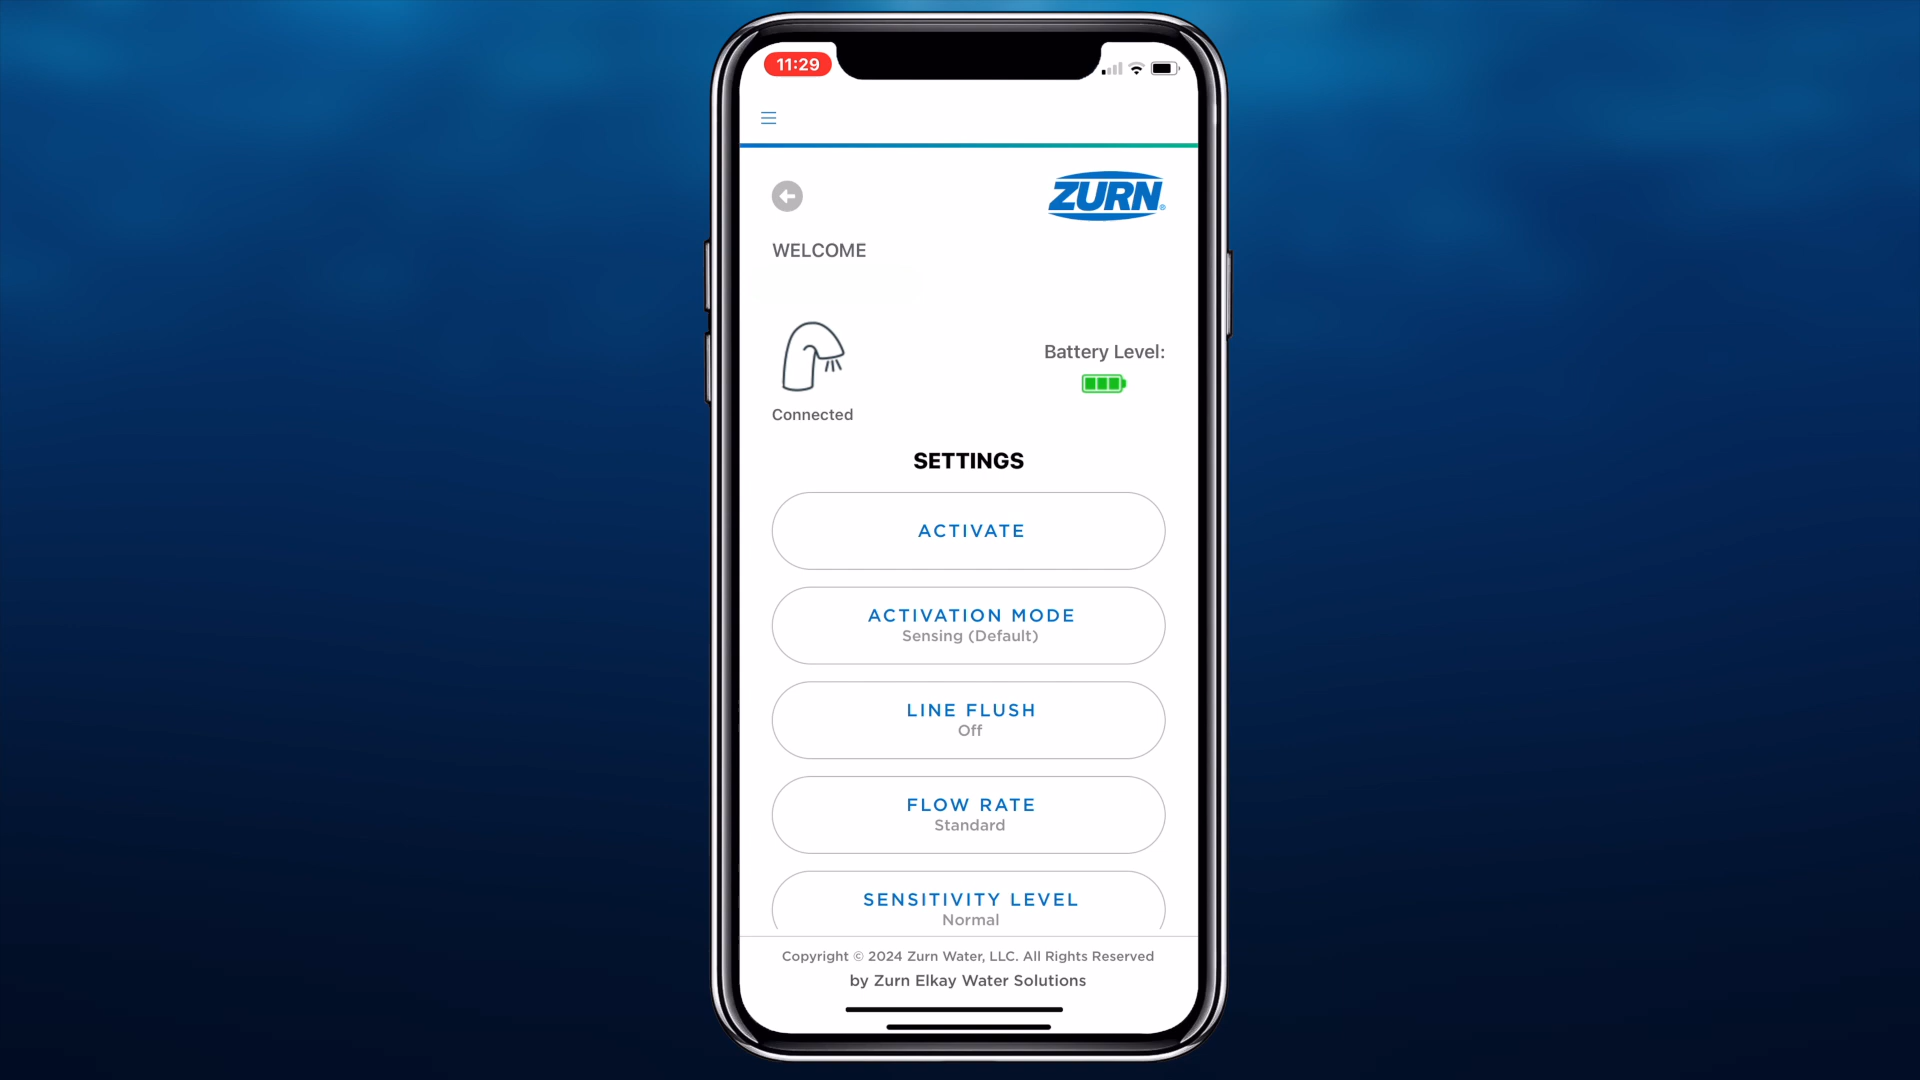 11:29
ZURN®
WELCOME
Battery Level:
Connected
SETTINGS
ACTIVATE
ACTIVATION MODE
Sensing (Default)
LINE FLUSH
Off
FLOW RATE
Standard
SENSITIVITY LEVEL
Normal
Copyright © 2024 Zurn Water, LLC. All Rights Reserved
by Zurn Elkay Water Solutions